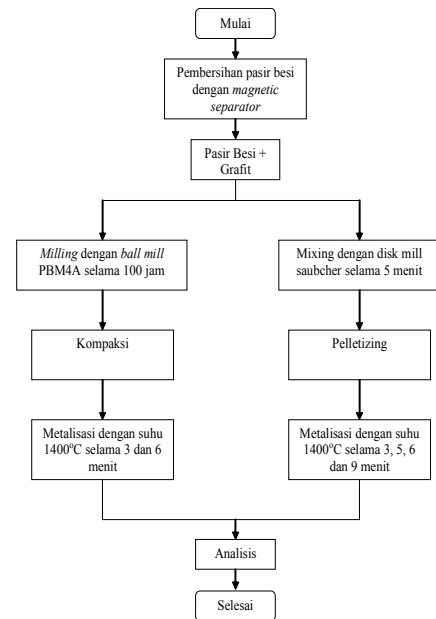 Mulai
Pembersihan pasir besi
dengan magnetic
separator
Pasir Besi +
Grafit
Milling dengan ball mill
PBM4A selama 100 jam
Mixing dengan disk mill
saubcher selama 5 menit
Kompaksi
Pelletizing
Metalisasi dengan suhu
1400°C selama 3 dan 6
menit
Metalisasi dengan suhu
1400°C selama 3, 5, 6
dan 9 menit
Analisis
Selesai